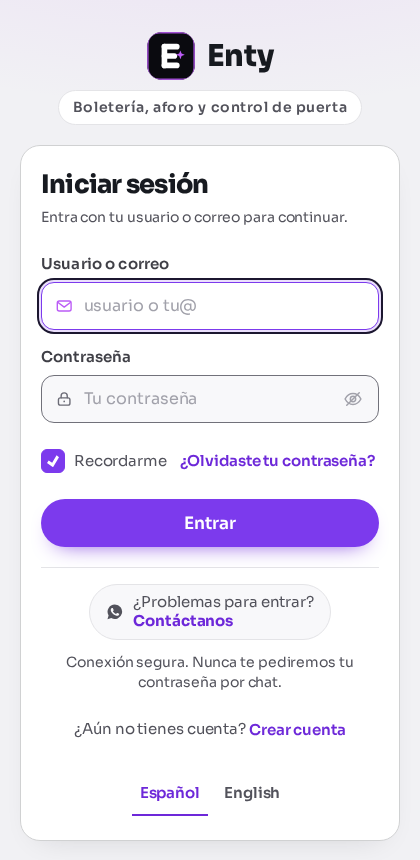 Enty
Boletería, aforo y control de puerta
Iniciar sesión
Entra con tu usuario o correo para continuar.
Usuario o correo
usuario o tu@
Contraseña
Tu contraseña
Recordarme ¿Olvidaste tu contraseña?
Entrar
¿Problemas para entrar?
Contáctanos
Conexión segura. Nunca te pediremos tu
contraseña por chat.
¿Aún no tienes cuenta? Crear cuenta
Español English